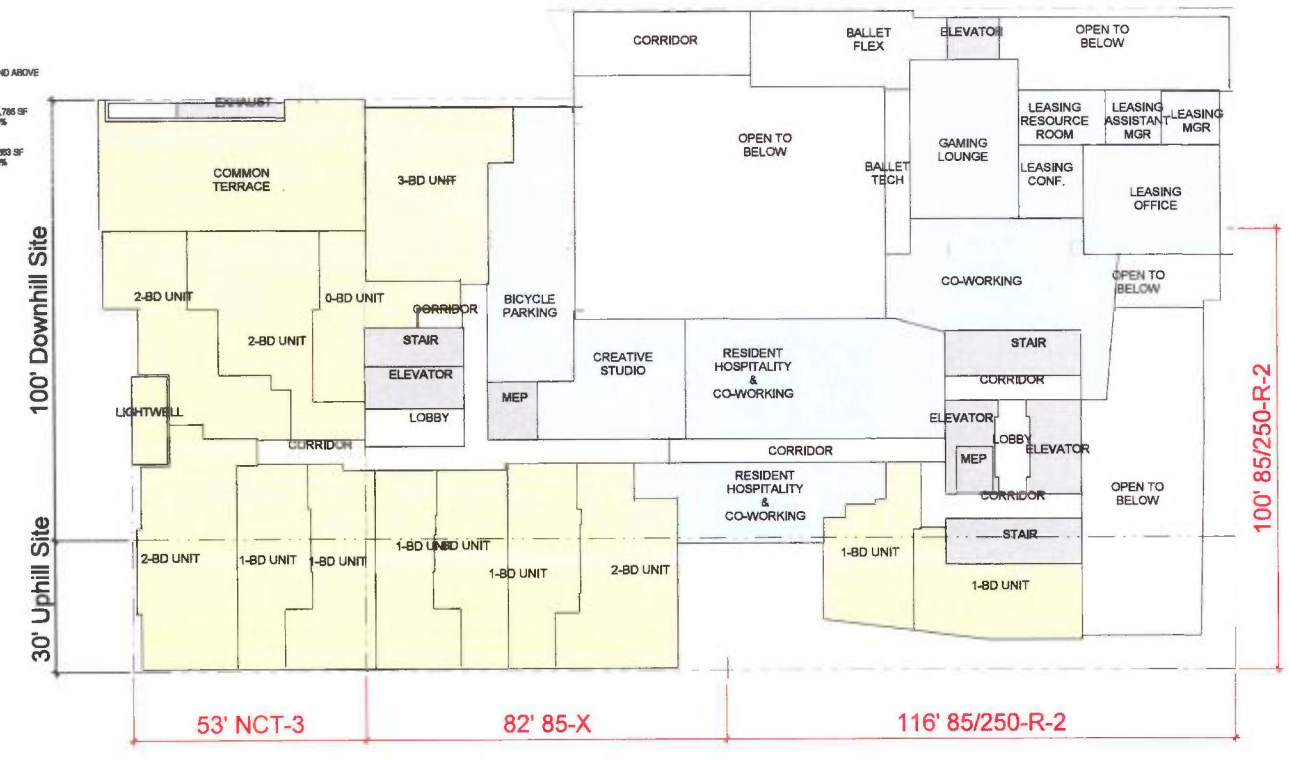 CORRIDOR
BALLET
FLEX
ELEVATOR
OPEN TO
BELOW
ND ABOVE
,785 SF
%
%
EXHAUST
LEASING
RESOURCE
ROOM
LEASING
ASSISTANT
MGR
LEASING
MGR
OPEN TO
BELOW
GAMING
LOUNGE
BALLET
TECH
LEASING
CONF.
LEASING
OFFICE
COMMON
TERRACE
3-BD UNIT
100' Downhill Site
2-BD UNIT
0-BD UNIT
2-BD UNIT
CORRIDOR
BICYCLE
PARKING
CO-WORKING
OPEN TO
BELOW
STAIR
ELEVATOR
LOBBY
LIGHTWELL
CORRIDOR
MEP
CREATIVE
STUDIO
RESIDENT
HOSPITALITY
&
CO-WORKING
STAIR
CORRIDOR
ELEVATOR
LOBBY
ELEVATOR
MEP
CORRIDOR
CORRIDOR
STAIR
RESIDENT
HOSPITALITY
&
CO-WORKING
OPEN TO
BELOW
100' 85/250-R-2
30' Uphill Site
2-BD UNIT
1-BD UNIT
1-BD UNIT
1-BD UNIT
1-BD UNIT
2-BD UNIT
1-BD UNIT
1-BD UNIT
53' NCT-3
82' 85-X
116' 85/250-R-2